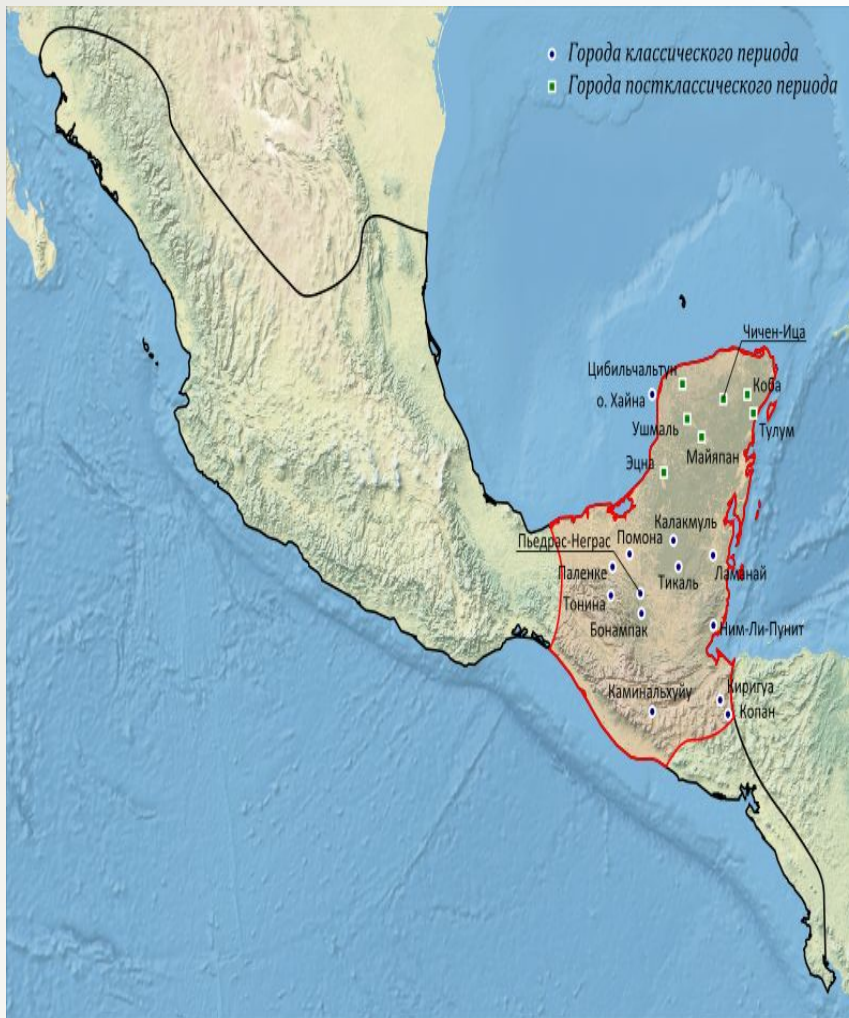 Города классического периода
Города постклассического периода
Чичен-Ица
Цибильчальтун
Коба
о. Хайна
Тулум
Ушмаль
Майяпан
Эцна
Калакмуль
Пьедрас-Неграс
Помона
Паленке
Тикаль
Ламанай
Тонина
Бонампак
Ним-Ли-Пунит
Каминальхуйу
Киригуа
Копан